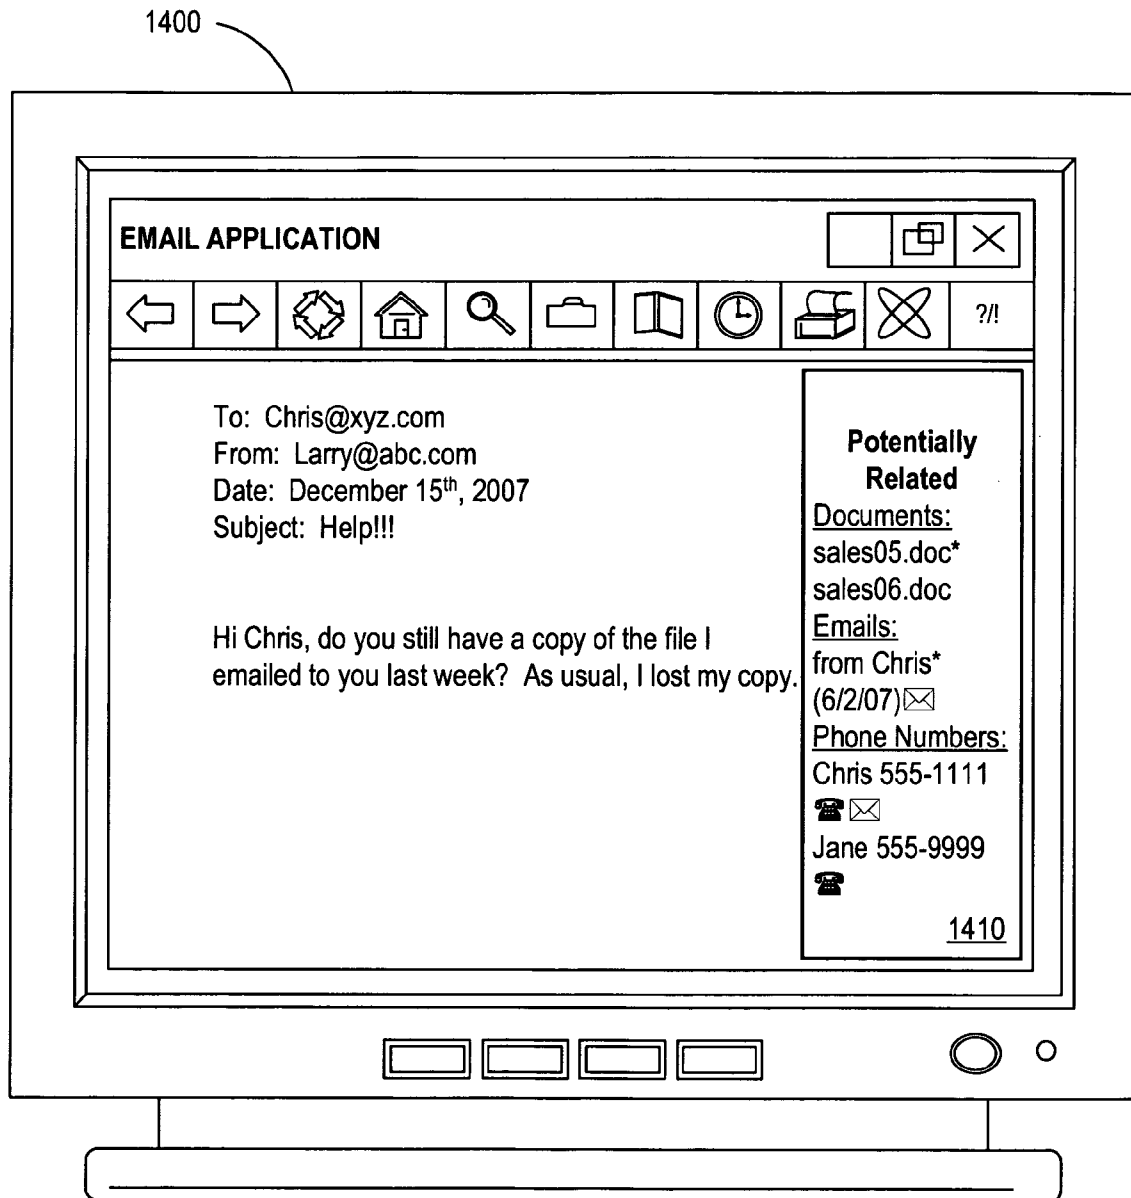 1400
EMAIL APPLICATION
?/!
To: Chris@xyz.com
From: Larry@abc.com
Date: December 15th, 2007
Subject: Help!!!
Hi Chris, do you still have a copy of the file I
emailed to you last week? As usual, I lost my copy.
Potentially
Related
Documents:
sales05.doc*
sales06.doc
Emails:
from Chris*
(6/2/07)
Phone Numbers:
Chris 555-1111
Jane 555-9999
1410